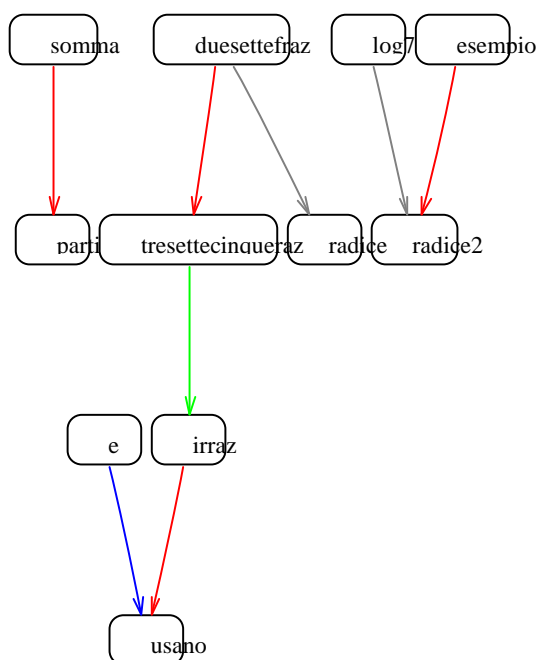 somma
duesettefraz
log7
esempio
parti
tresettecinqueraz
radice
radice2
e
irraz
usano